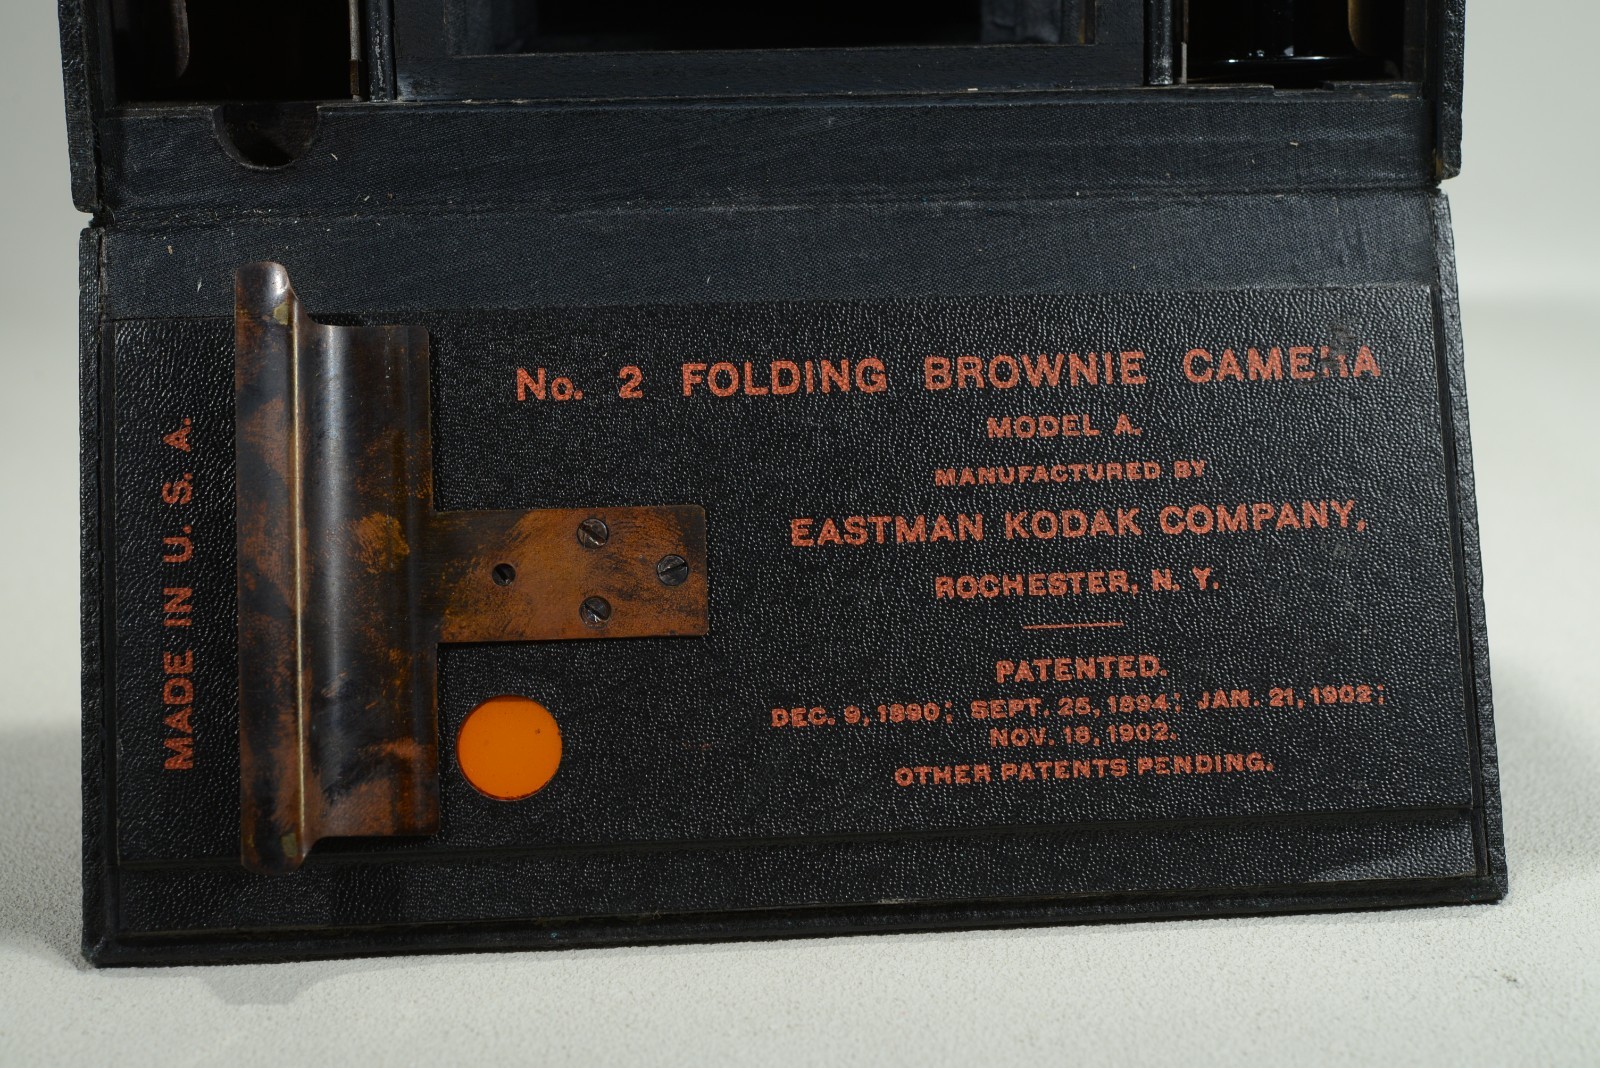 No. 2 FOLDING BROWNIE CAMERA
MODEL A.
MANUFACTURED BY
EASTMAN KODAK COMPANY,
ROCHESTER, N. Y.
PATENTED.
DEC. 9, 1890; SEPT. 25, 1894; JAN. 21, 1902;
NOV. 18, 1902.
OTHER PATENTS PENDING.
MADE IN U. S. A.